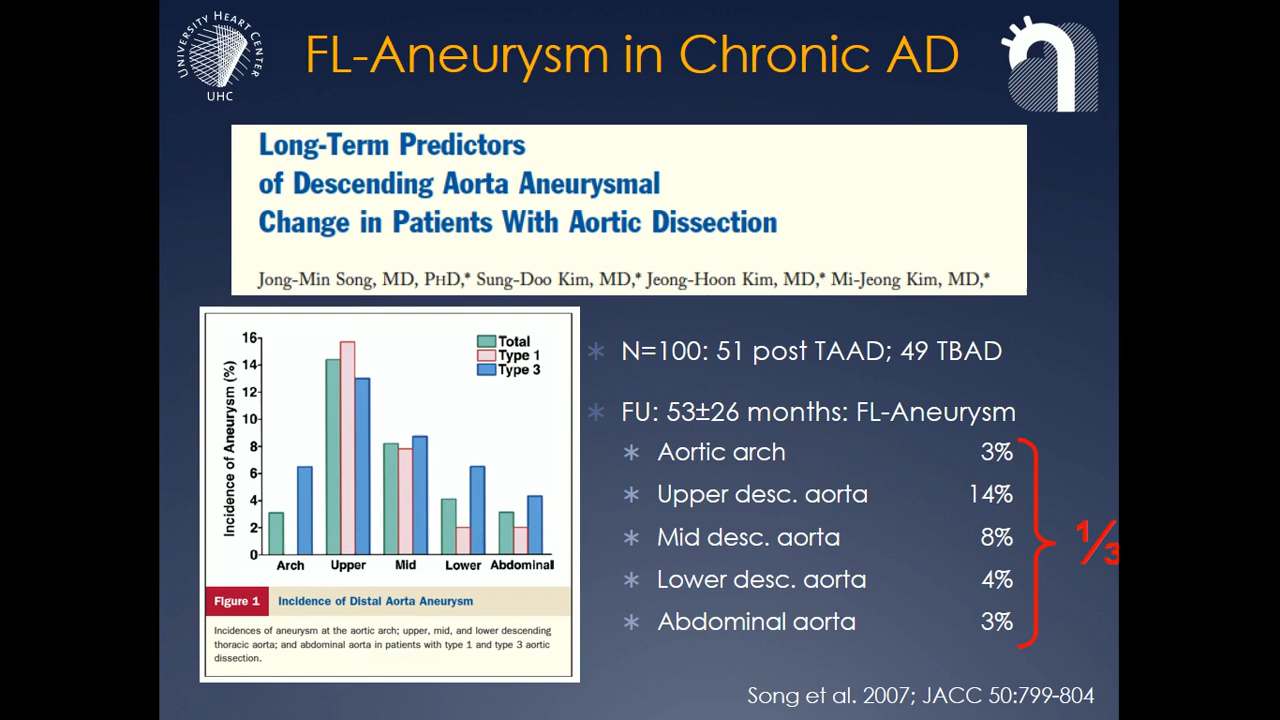 UNIVERSITY HEART CENTER
UHC
FL-Aneurysm in Chronic AD
Long-Term Predictors
of Descending Aorta Aneurysmal
Change in Patients With Aortic Dissection
Jong-Min Song, MD, PHD,* Sung-Doo Kim, MD,* Jeong-Hoon Kim, MD,* Mi-Jeong Kim, MD,*
Incidence of Aneurysm (%)
16
14
12
10
8
6
4
2
0
Total
Type 1
Type 3
Arch Upper Mid Lower Abdominal
Figure 1 Incidence of Distal Aorta Aneurysm
Incidences of aneurysm at the aortic arch; upper, mid, and lower descending
thoracic aorta; and abdominal aorta in patients with type 1 and type 3 aortic
dissection.
N=100: 51 post TAAD; 49 TBAD
FU: 53±26 months: FL-Aneurysm
Aortic arch 3%
Upper desc. aorta 14%
Mid desc. aorta 8%
Lower desc. aorta 4%
Abdominal aorta 3%
⅓
Song et al. 2007; JACC 50:799-804